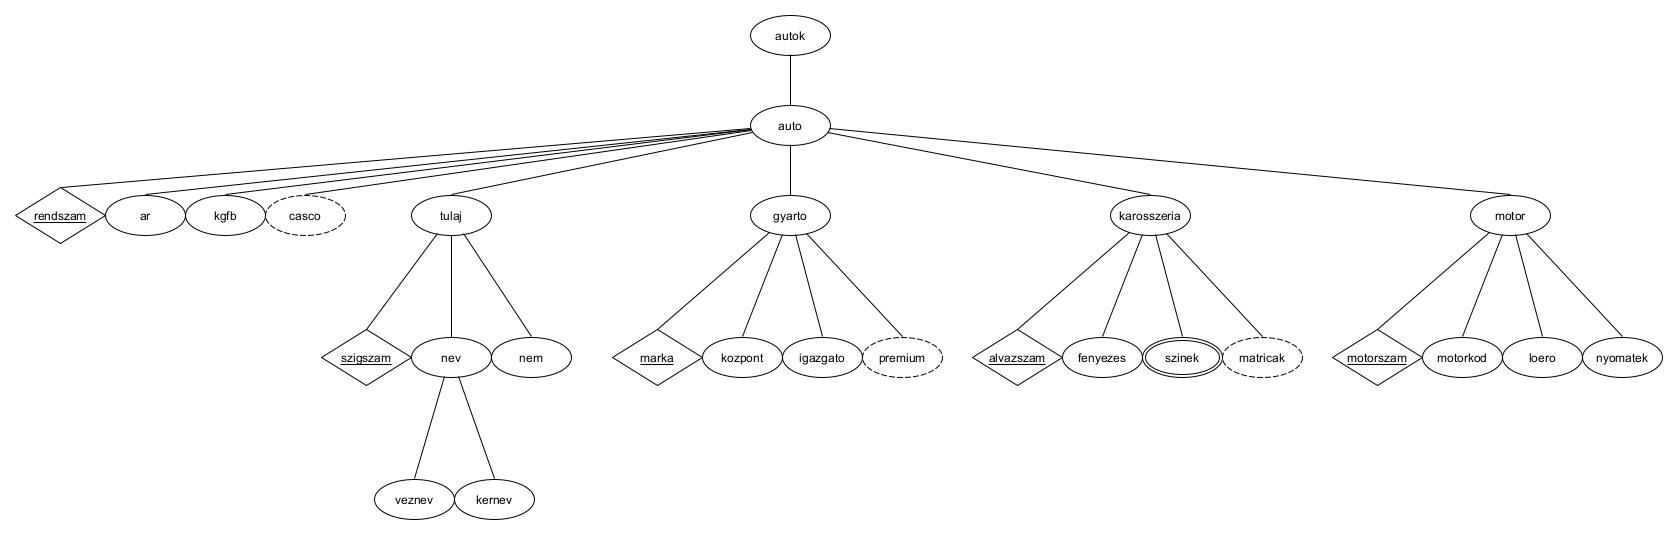 autok
auto
rendszam ar kgfb casco tulaj gyarto karosszeria motor
szigszam nev nem marka kozpont igazgato premium alvazszam fenyezes szinek matricak motorszam motorkod loero nyomatek
veznev kernev